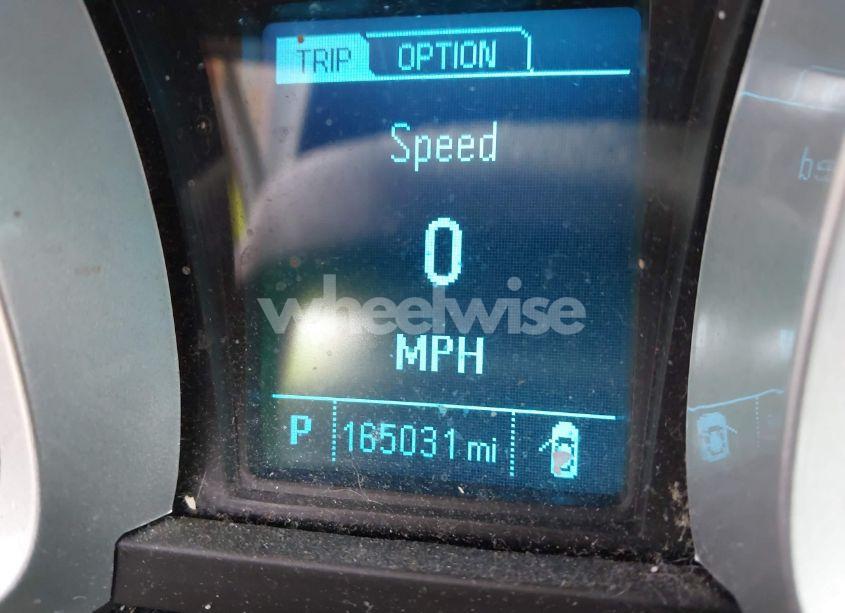 TRIP OPTION
Speed
0
wheelwise
MPH
P 165031 mi